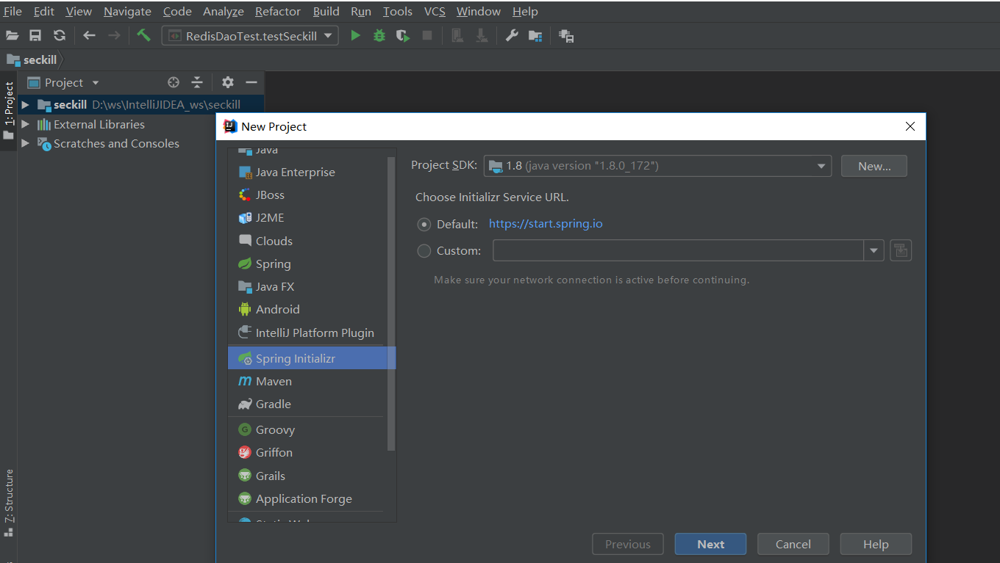 File Edit View Navigate Code Analyze Refactor Build Run Tools VCS Window Help
RedisDaoTest.testSeckill
seckill
1: Project
Project
seckill D:\ws\IntelliJIDEA_ws\seckill
External Libraries
Scratches and Consoles
Z: Structure
New Project
Java
Java Enterprise
JBoss
J2ME
Clouds
Spring
Java FX
Android
IntelliJ Platform Plugin
Spring Initializr
Maven
Gradle
Groovy
Griffon
Grails
Application Forge
Project SDK: 1.8 (java version "1.8.0_172") New...
Choose Initializr Service URL.
Default: https://start.spring.io
Custom:
Make sure your network connection is active before continuing.
Previous Next Cancel Help